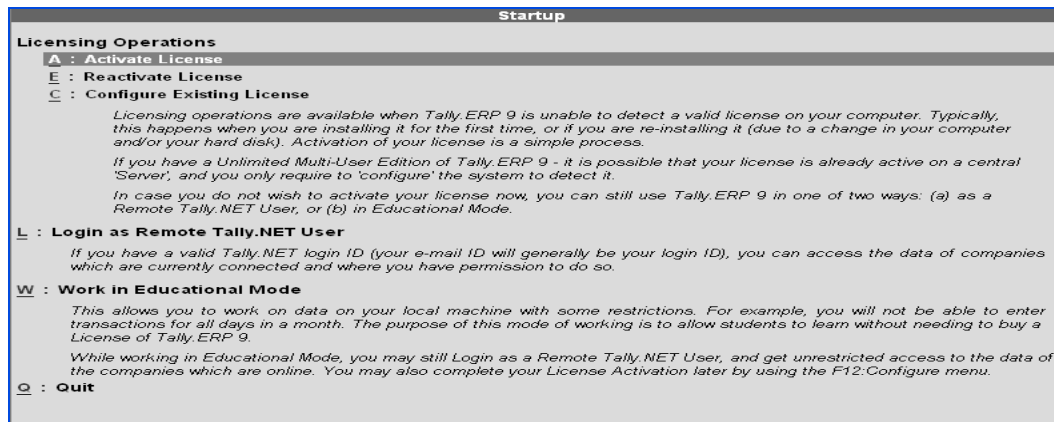 Startup
Licensing Operations
A : Activate License
E : Reactivate License
C : Configure Existing License
Licensing operations are available when Tally.ERP 9 is unable to detect a valid license on your computer. Typically,
this happens when you are installing it for the first time, or if you are re-installing it (due to a change in your computer
and/or your hard disk). Activation of your license is a simple process.
If you have a Unlimited Multi-User Edition of Tally.ERP 9 - it is possible that your license is already active on a central
'Server', and you only require to 'configure' the system to detect it.
In case you do not wish to activate your license now, you can still use Tally.ERP 9 in one of two ways: (a) as a
Remote Tally.NET User, or (b) in Educational Mode.
L : Login as Remote Tally.NET User
If you have a valid Tally.NET login ID (your e-mail ID will generally be your login ID), you can access the data of companies
which are currently connected and where you have permission to do so.
W : Work in Educational Mode
This allows you to work on data on your local machine with some restrictions. For example, you will not be able to enter
transactions for all days in a month. The purpose of this mode of working is to allow students to learn without needing to buy a
License of Tally.ERP 9.
While working in Educational Mode, you may still Login as a Remote Tally.NET User, and get unrestricted access to the data of
the companies which are online. You may also complete your License Activation later by using the F12:Configure menu.
Q : Quit